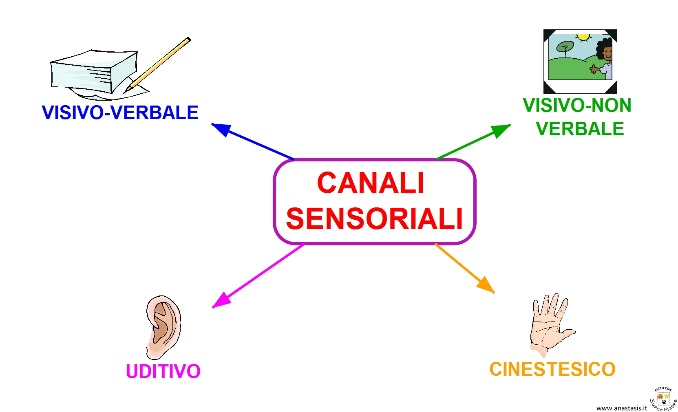 VISIVO-VERBALE
VISIVO-NON
VERBALE
CANALI
SENSORIALI
UDITIVO
CINESTESICO
www.anastasis.it